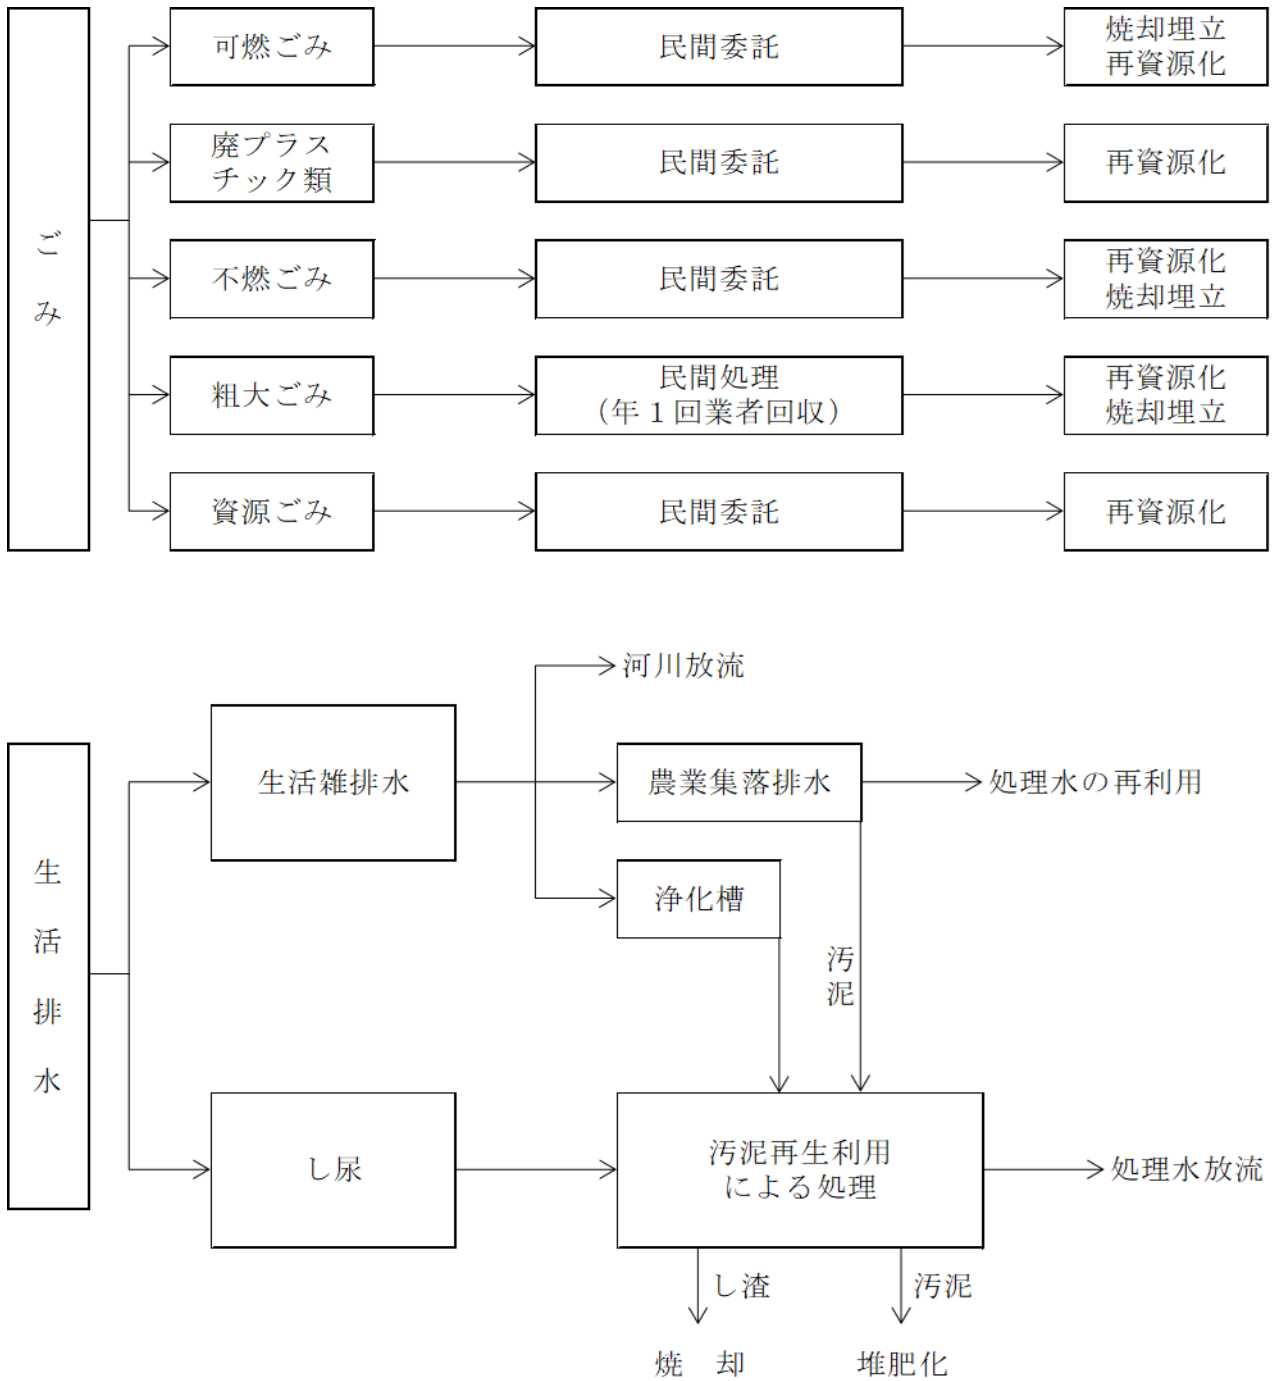 ごみ
可燃ごみ
民間委託
焼却埋立
再資源化
廃プラス
チック類
民間委託
再資源化
不燃ごみ
民間委託
再資源化
焼却埋立
粗大ごみ
民間処理
（年１回業者回収）
再資源化
焼却埋立
資源ごみ
民間委託
再資源化
生活排水
河川放流
生活雑排水
農業集落排水
処理水の再利用
浄化槽
汚泥
し尿
汚泥再生利用
による処理
処理水放流
し渣
汚泥
焼　却
堆肥化